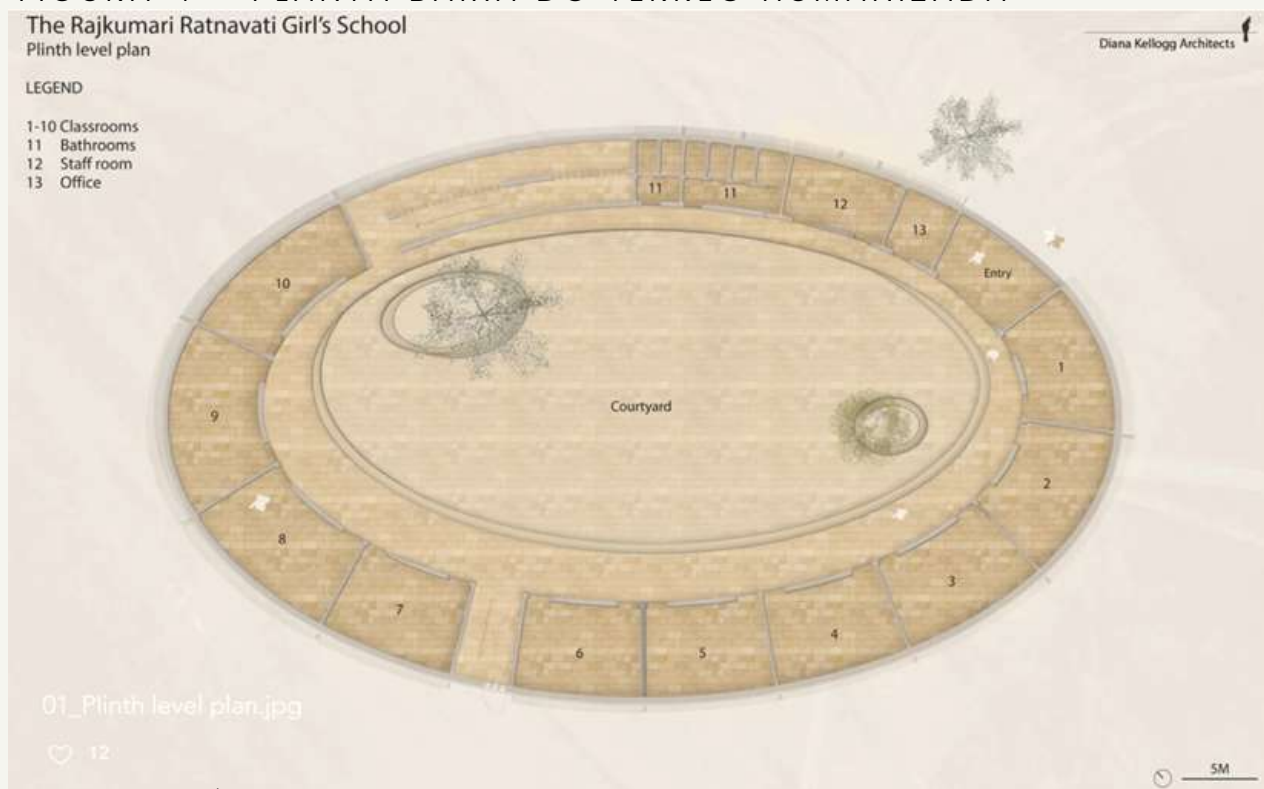 The Rajkumari Ratnavati Girl's School
Plinth level plan
Diana Kellogg Architects
LEGEND
1-10 Classrooms
11 Bathrooms
12 Staff room
13 Office
11
11
12
13
Entry
10
1
9
Courtyard
2
8
3
7
4
6
5
01_Plinth level plan.jpg
12
5M